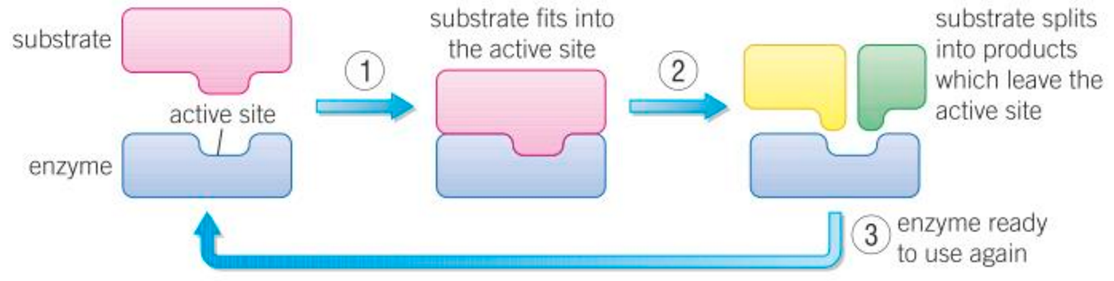 substrate
active site
enzyme
1
substrate fits into
the active site
2
substrate splits
into products
which leave the
active site
3
enzyme ready
to use again